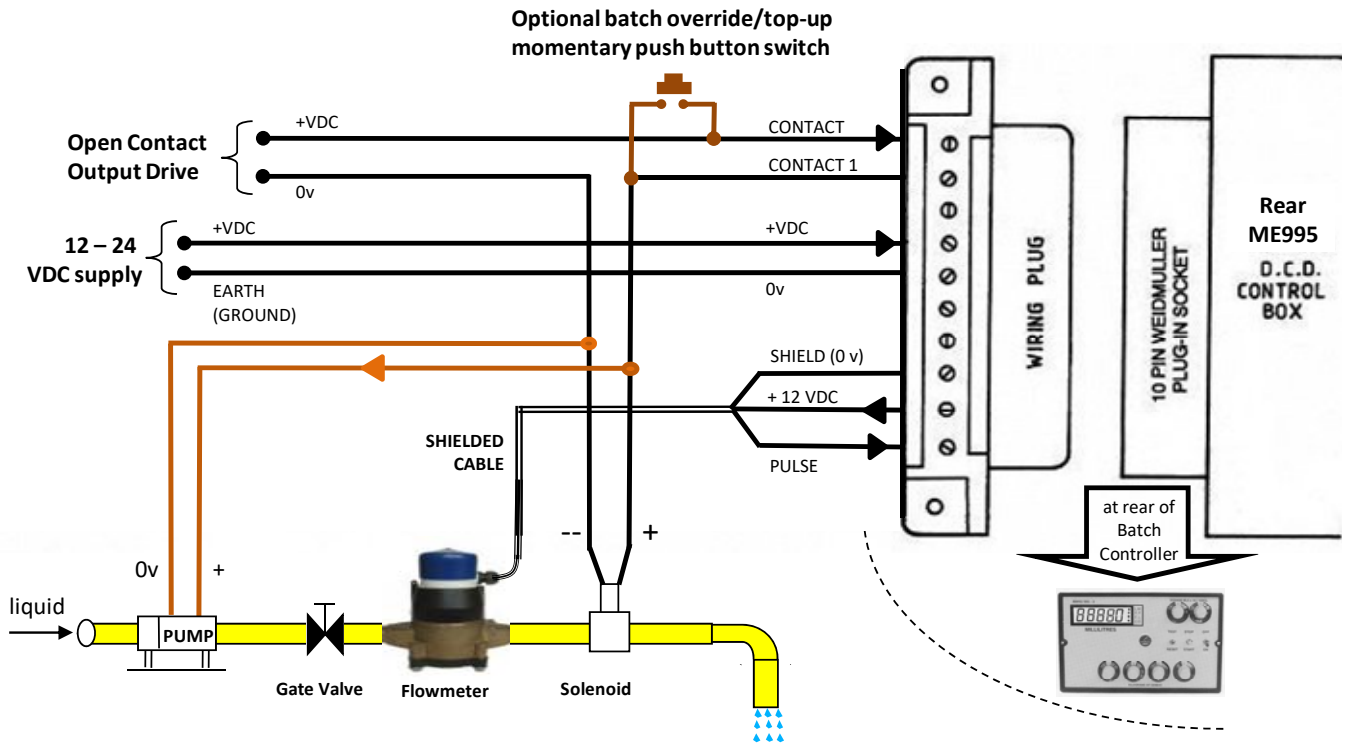 Optional batch override/top-up
momentary push button switch
Open Contact
Output Drive
+VDC
0v
CONTACT
CONTACT 1
12 – 24
VDC supply
+VDC
EARTH
(GROUND)
+VDC
0v
SHIELD (0 v)
+ 12 VDC
PULSE
SHIELDED
CABLE
WIRING PLUG
10 PIN WEIDMULLER
PLUG-IN SOCKET
Rear
ME995
D.C.D.
CONTROL
BOX
at rear of
Batch
Controller
--
+
0v
+
liquid
PUMP
Gate Valve
Flowmeter
Solenoid
88880
MILLILITRES